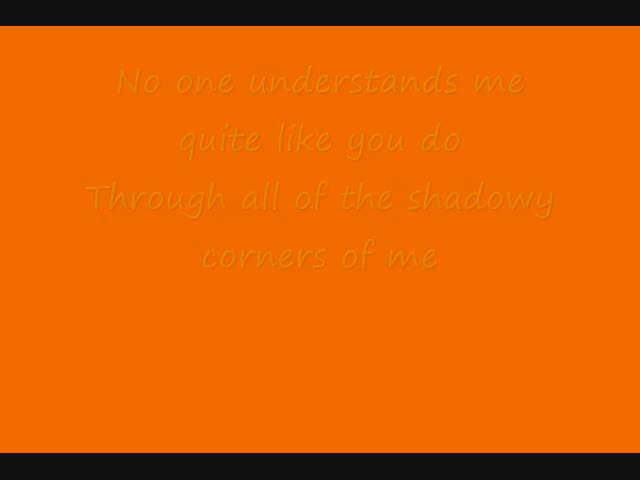 No one understands me
quite like you do
Through all of the shadowy
corners of me